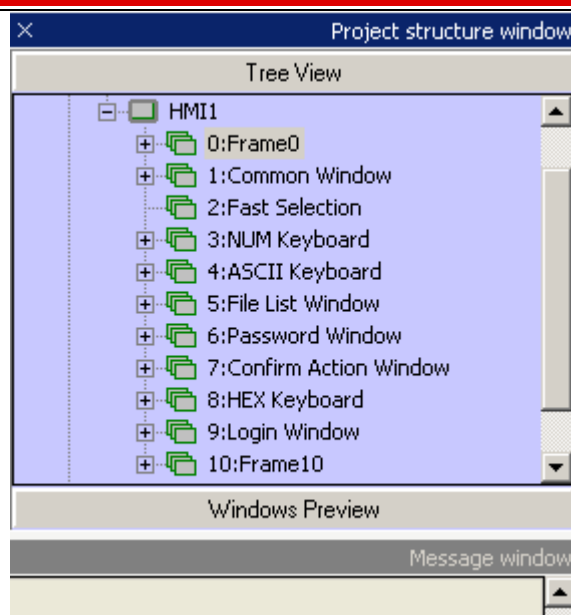 Project structure window
Tree View
HMI1
0:Frame0
1:Common Window
2:Fast Selection
3:NUM Keyboard
4:ASCII Keyboard
5:File List Window
6:Password Window
7:Confirm Action Window
8:HEX Keyboard
9:Login Window
10:Frame10
Windows Preview
Message window